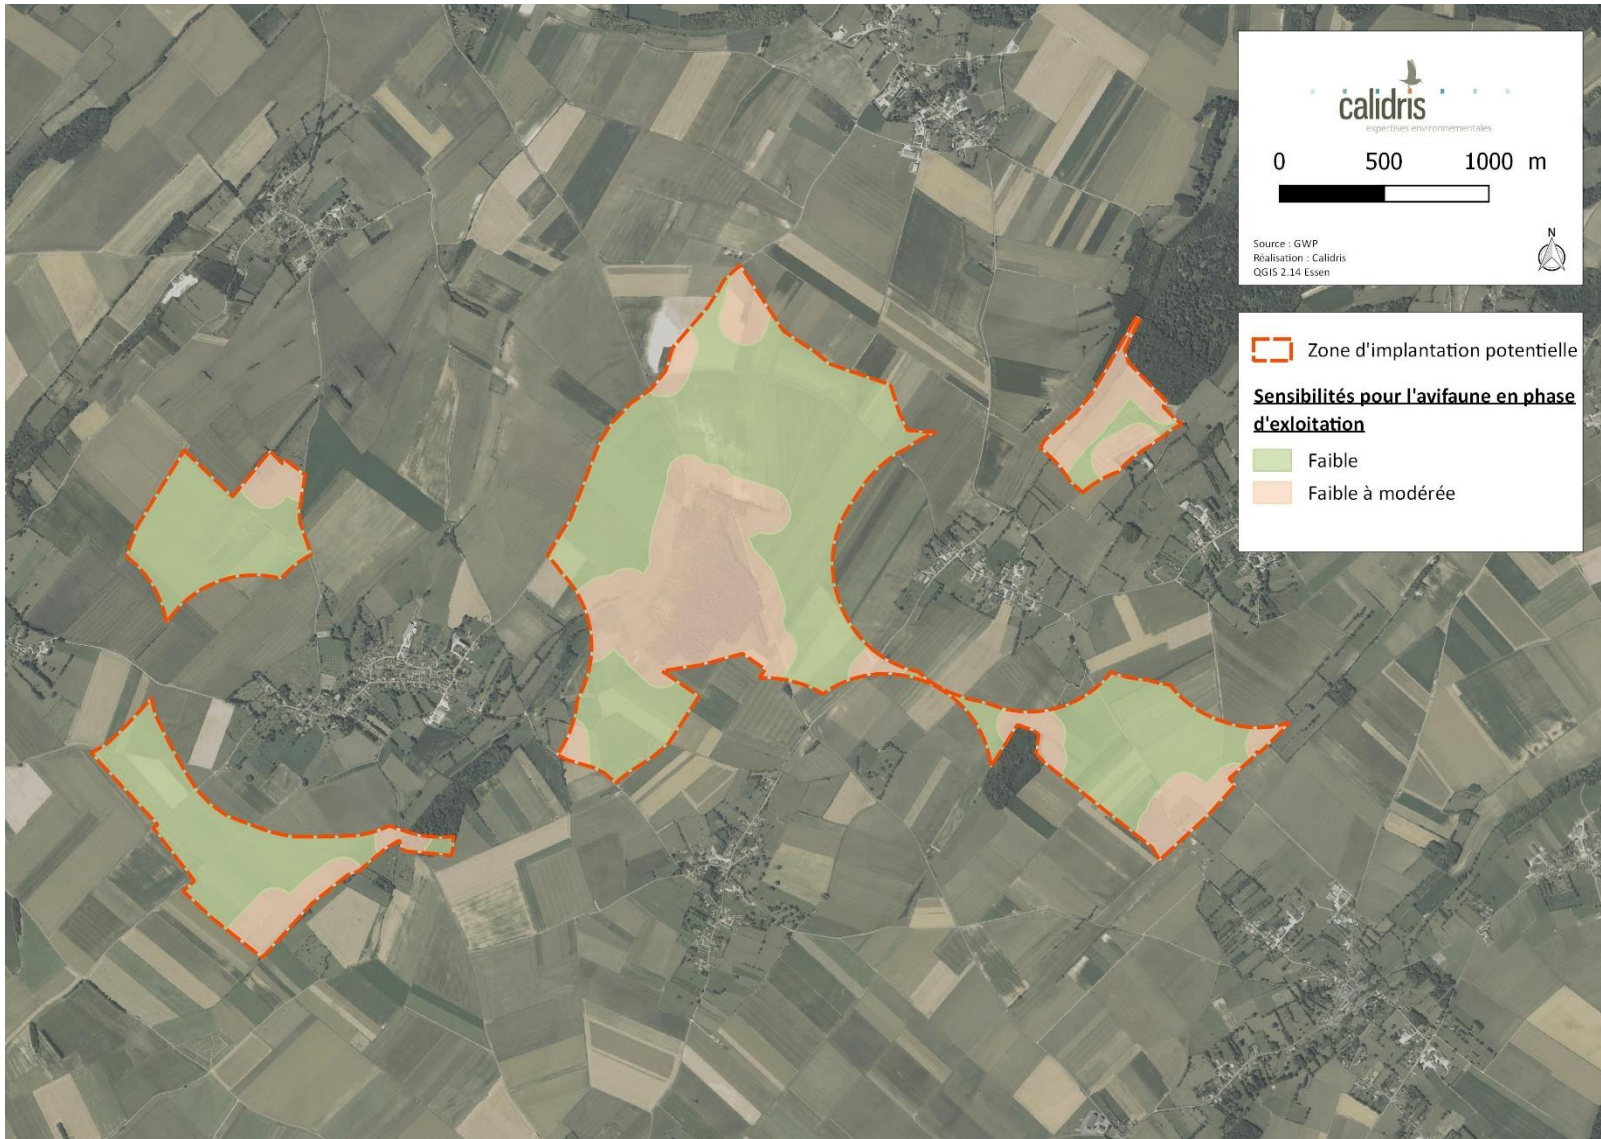 calidris
expertises environnementales
0 500 1000 m
Source : GWP
Réalisation : Calidris
QGIS 2.14 Essen
N
Zone d'implantation potentielle
Sensibilités pour l'avifaune en phase
d'exloitation
Faible
Faible à modérée